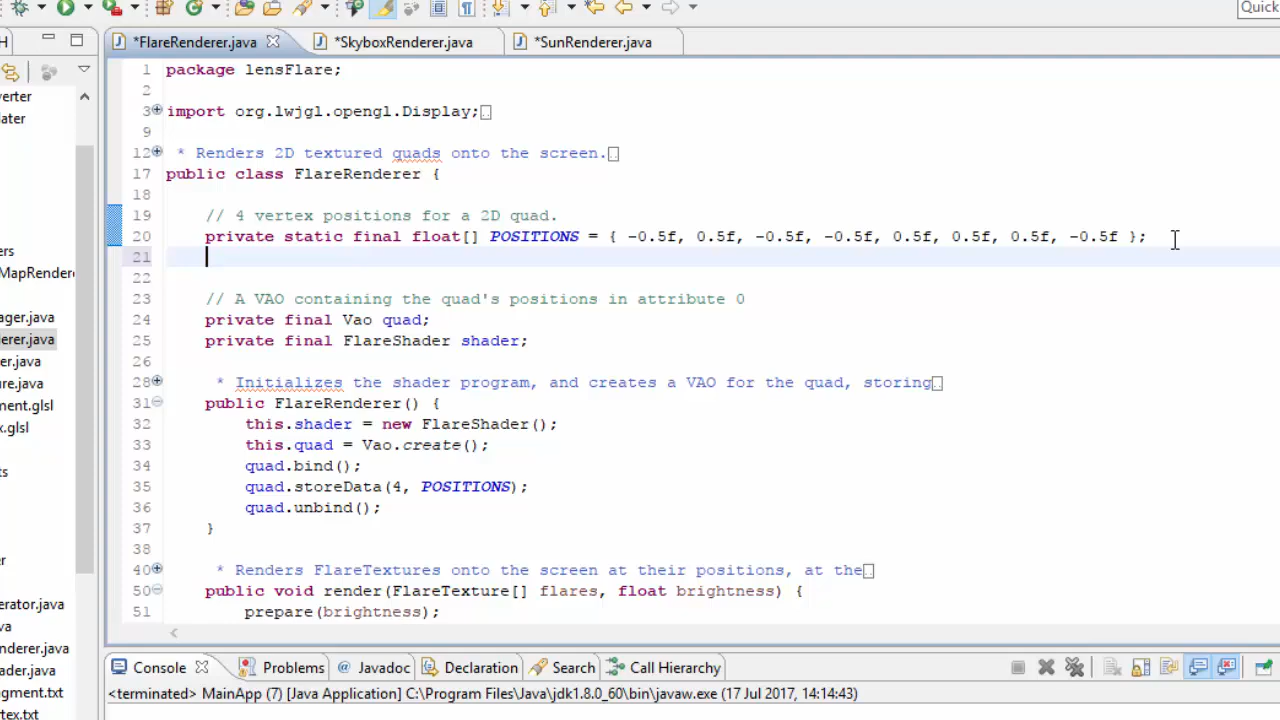 Quick
*FlareRenderer.java
*SkyboxRenderer.java
*SunRenderer.java
1 package lensFlare;
2
3 import org.lwjgl.opengl.Display;
9
12 * Renders 2D textured quads onto the screen.
17 public class FlareRenderer {
18
19 // 4 vertex positions for a 2D quad.
20 private static final float[] POSITIONS = { -0.5f, 0.5f, -0.5f, -0.5f, 0.5f, 0.5f, 0.5f, -0.5f };
21
22
23 // A VAO containing the quad's positions in attribute 0
24 private final Vao quad;
25 private final FlareShader shader;
26
28 * Initializes the shader program, and creates a VAO for the quad, storing
31 public FlareRenderer() {
32 this.shader = new FlareShader();
33 this.quad = Vao.create();
34 quad.bind();
35 quad.storeData(4, POSITIONS);
36 quad.unbind();
37 }
38
40 * Renders FlareTextures onto the screen at their positions, at the
50 public void render(FlareTexture[] flares, float brightness) {
51 prepare(brightness);
H
erter
ater
ers
MapRendere
ager.java
erer.java
er.java
ure.java
ment.glsl
x.glsl
ts
er
erator.java
va
nderer.java
ader.java
gment.txt
tex.txt
Console
Problems
@ Javadoc
Declaration
Search
Call Hierarchy
<terminated> MainApp (7) [Java Application] C:\Program Files\Java\jdk1.8.0_60\bin\javaw.exe (17 Jul 2017, 14:14:43)